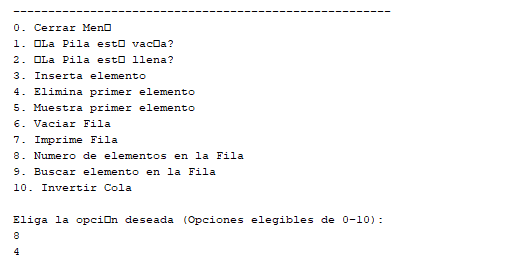 ------------------------------------------------------
0. Cerrar Men□
1. □La Pila est□ vac□a?
2. □La Pila est□ llena?
3. Inserta elemento
4. Elimina primer elemento
5. Muestra primer elemento
6. Vaciar Fila
7. Imprime Fila
8. Numero de elementos en la Fila
9. Buscar elemento en la Fila
10. Invertir Cola
Eliga la opci□n deseada (Opciones elegibles de 0-10):
8
4